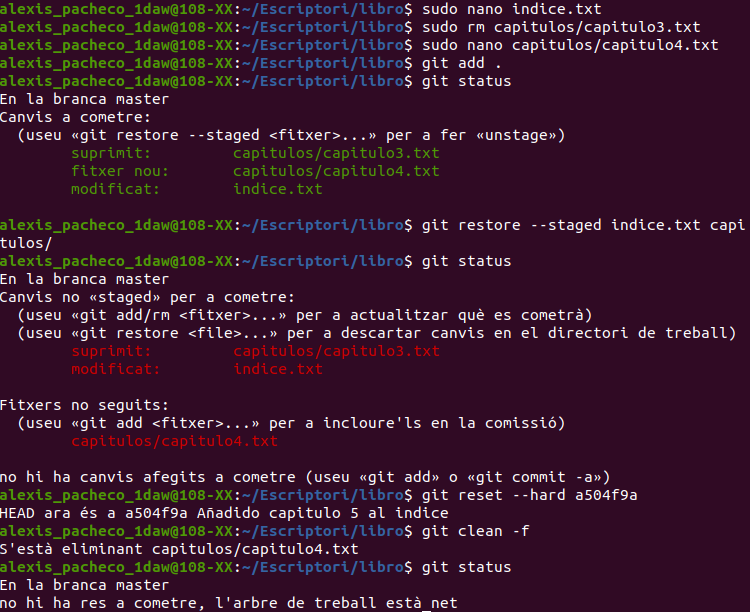 alexis_pacheco_1daw@108-XX:~/Escriptori/libro$ sudo nano indice.txt
alexis_pacheco_1daw@108-XX:~/Escriptori/libro$ sudo rm capitulos/capitulo3.txt
alexis_pacheco_1daw@108-XX:~/Escriptori/libro$ sudo nano capitulos/capitulo4.txt
alexis_pacheco_1daw@108-XX:~/Escriptori/libro$ git add .
alexis_pacheco_1daw@108-XX:~/Escriptori/libro$ git status
En la branca master
Canvis a cometre:
  (useu «git restore --staged <fitxer>...» per a fer «unstage»)
        suprimit:         capitulos/capitulo3.txt
        fitxer nou:       capitulos/capitulo4.txt
        modificat:        indice.txt

alexis_pacheco_1daw@108-XX:~/Escriptori/libro$ git restore --staged indice.txt capi
tulos/
alexis_pacheco_1daw@108-XX:~/Escriptori/libro$ git status
En la branca master
Canvis no «staged» per a cometre:
  (useu «git add/rm <fitxer>...» per a actualitzar què es cometrà)
  (useu «git restore <file>...» per a descartar canvis en el directori de treball)
        suprimit:         capitulos/capitulo3.txt
        modificat:        indice.txt

Fitxers no seguits:
  (useu «git add <fitxer>...» per a incloure'ls en la comissió)
        capitulos/capitulo4.txt

no hi ha canvis afegits a cometre (useu «git add» o «git commit -a»)
alexis_pacheco_1daw@108-XX:~/Escriptori/libro$ git reset --hard a504f9a
HEAD ara és a a504f9a Añadido capitulo 5 al indice
alexis_pacheco_1daw@108-XX:~/Escriptori/libro$ git clean -f
S'està eliminant capitulos/capitulo4.txt
alexis_pacheco_1daw@108-XX:~/Escriptori/libro$ git status
En la branca master
no hi ha res a cometre, l'arbre de treball està net